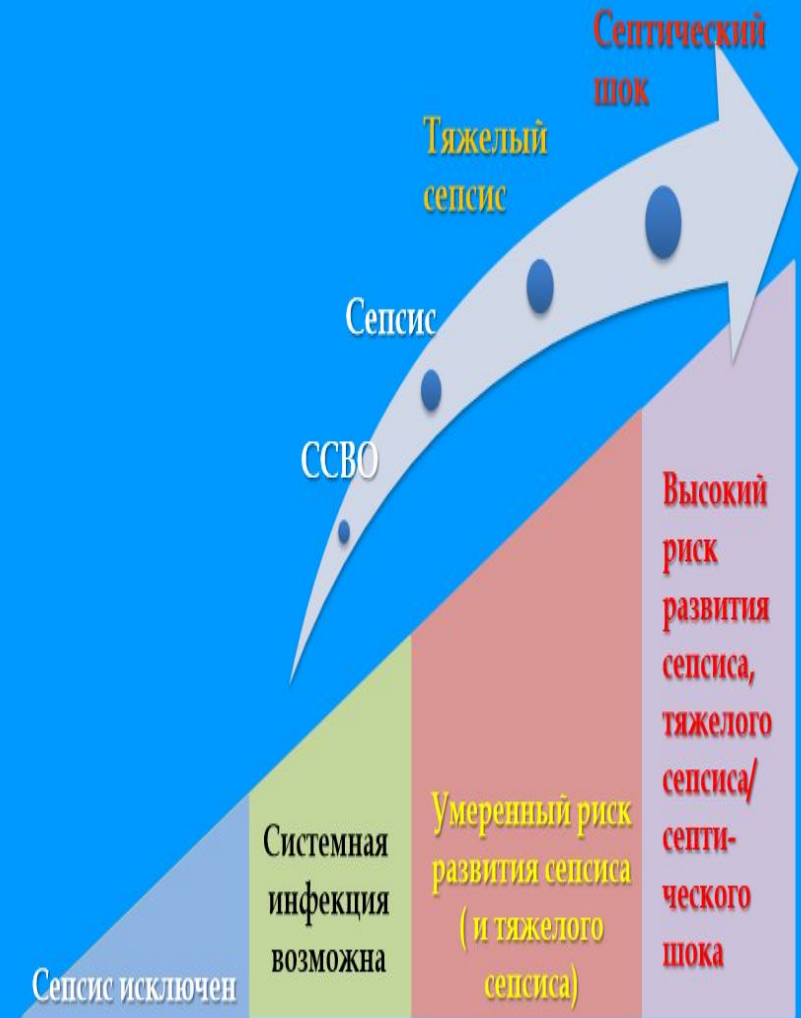 Септический
шок
Тяжелый
сепсис
Сепсис
ССВО
Высокий
риск
развития
сепсиса,
тяжелого
сепсиса/
септи-
ческого
шока
Умеренный риск
развития сепсиса
( и тяжелого
сепсиса)
Системная
инфекция
возможна
Сепсис исключен